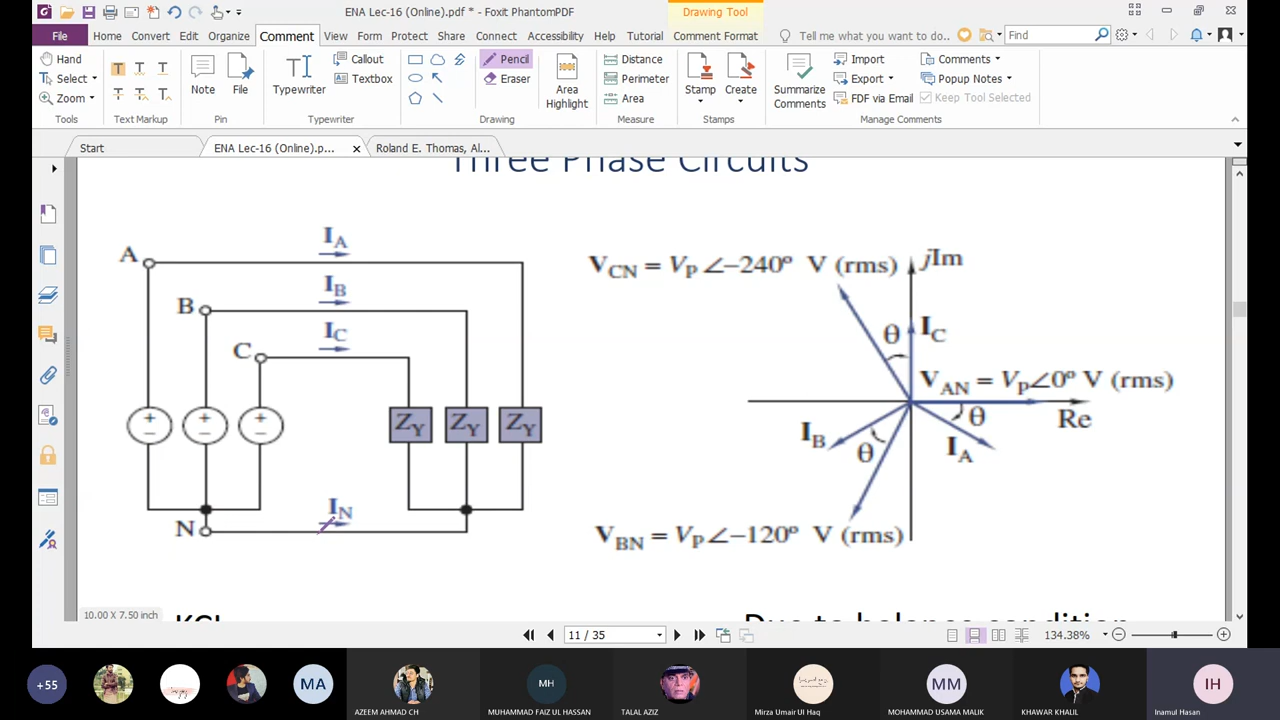 ENA Lec-16 (Online).pdf * - Foxit PhantomPDF
Drawing Tool
File Home Convert Edit Organize Comment View Form Protect Share Connect Accessibility Help Tutorial Comment Format Tell me what you want to do.. Find
Hand
Select
Zoom
Tools
T T T
T T T
Text Markup
Note
File
Pin
Typewriter
Callout
Textbox
Typewriter
Pencil
Eraser
Area Highlight
Drawing
Distance
Perimeter
Area
Measure
Stamp
Create
Stamps
Summarize Comments
Import
Export
FDF via Email
Comments
Popup Notes
Keep Tool Selected
Manage Comments
Start ENA Lec-16 (Online).p... Roland E. Thomas, Al...
Three Phase Circuits
A
I_A
B
I_B
C
I_C
+ + +
− − −
Z_Y Z_Y Z_Y
I_N
N
V_CN = V_P ∠−240° V (rms)
jIm
θ I_C
V_AN = V_P∠0° V (rms)
θ Re
I_B θ I_A
V_BN = V_P∠−120° V (rms)
10.00 X 7.50 inch
KCL
Due to balance condition
11 / 35
134.38%
+55
MA
AZEEM AHMAD CH
MH
MUHAMMAD FAIZ UL HASSAN
TALAL AZIZ
Mirza Umair Ul Haq
MM
MOHAMMAD USAMA MALIK
KHAWAR KHALIL
IH
Inamul Hasan